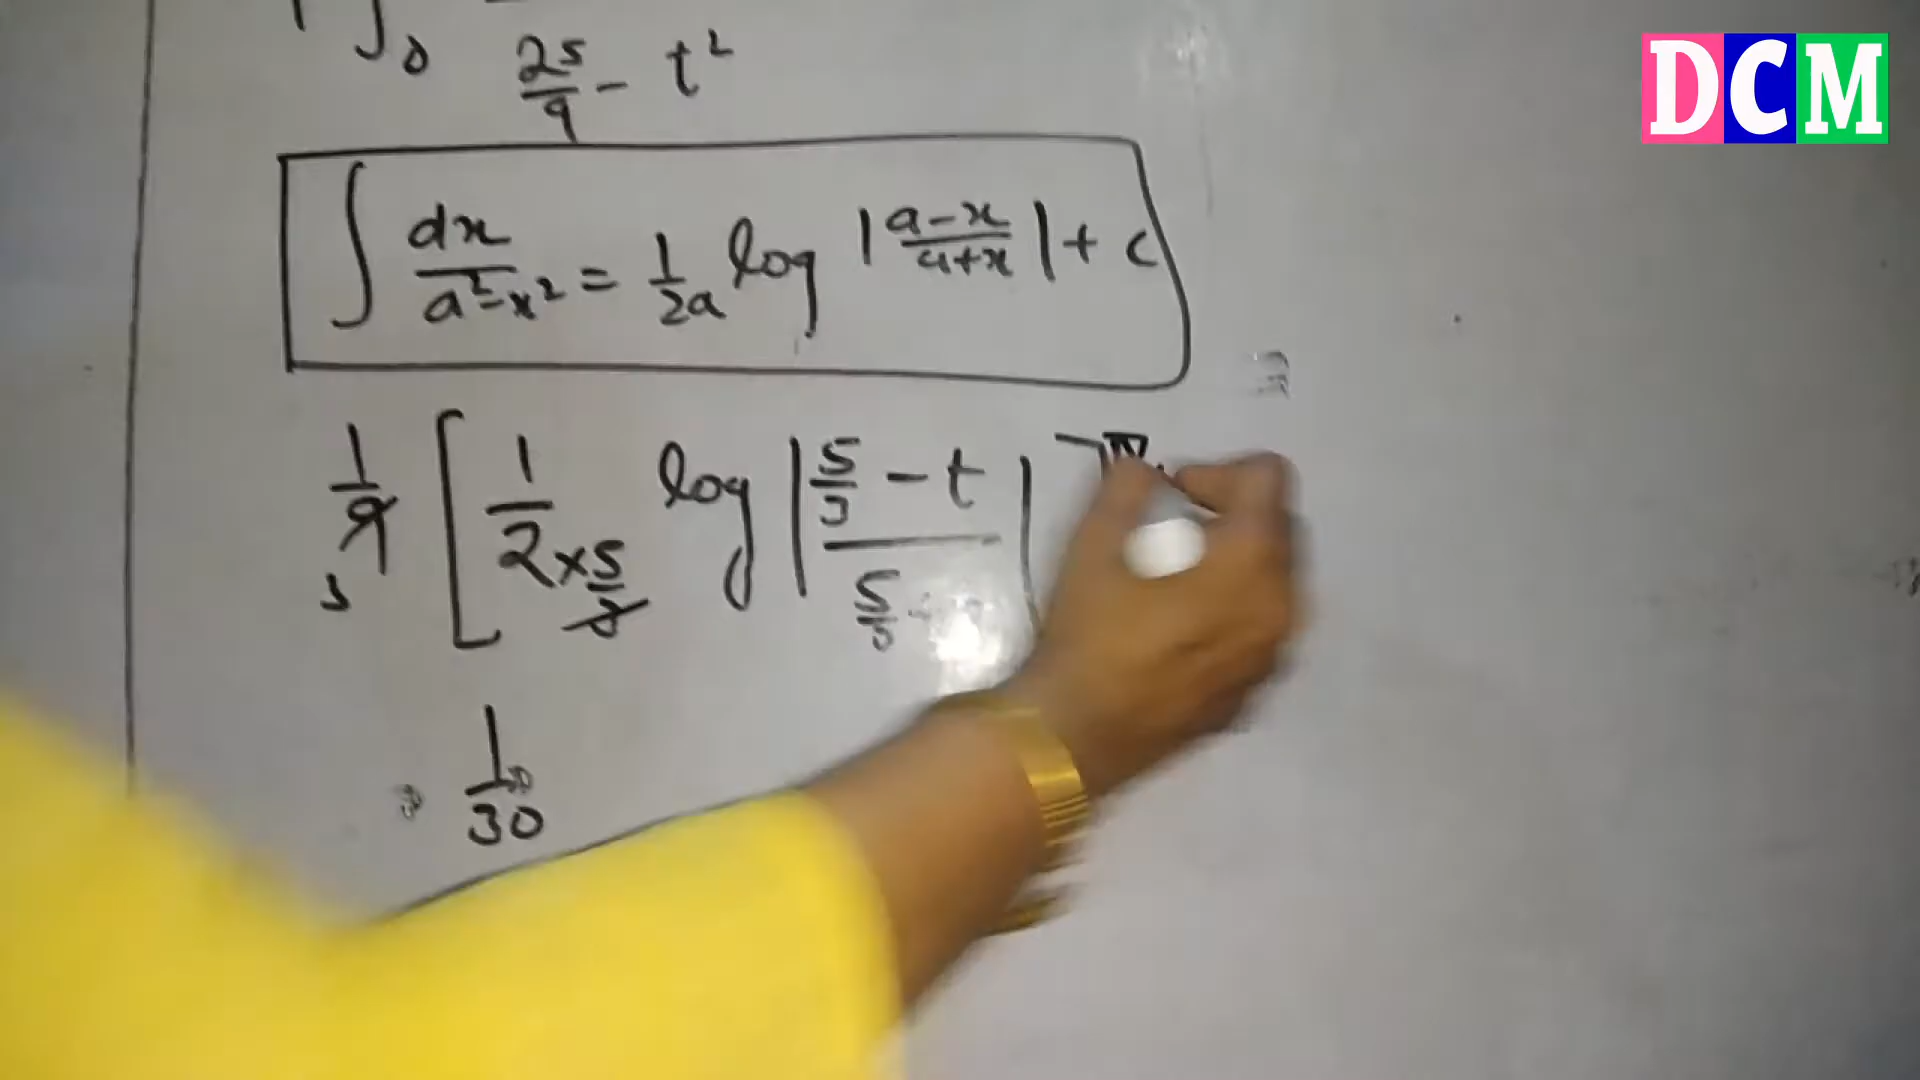 DCM
∫₀
25/9 - t²
∫ dx/(a²-x²) = 1/2a log |(a-x)/(a+x)| + c
1/9 [ 1/(2×5/3) log |(5/3 - t)/(5/3
3
1/30